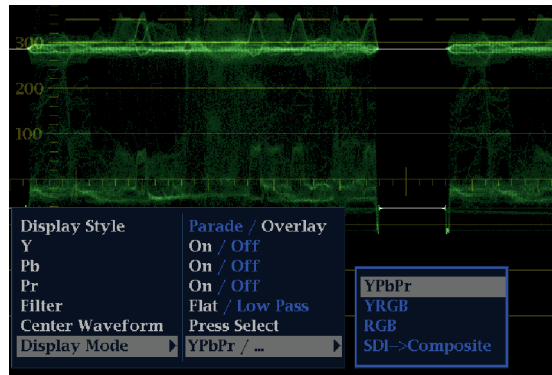 300
200
100
Display Style Parade / Overlay
Y On / Off
Pb On / Off
Pr On / Off
Filter Flat / Low Pass
Center Waveform Press Select
Display Mode YPbPr / ...
YPbPr
YRGB
RGB
SDI->Composite